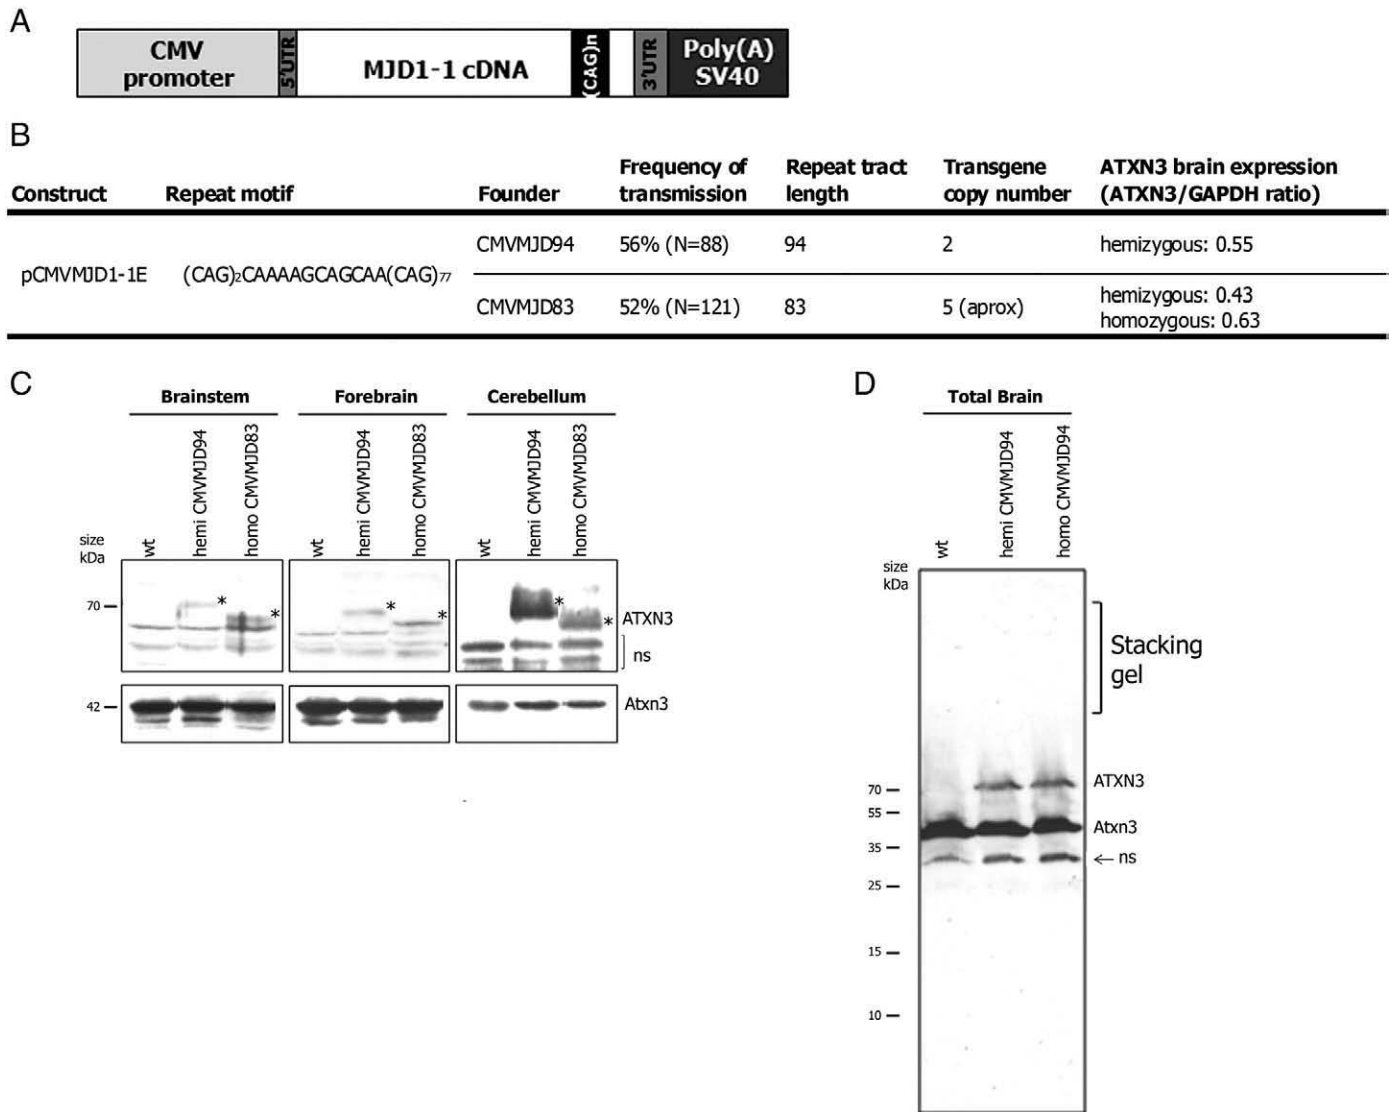 A
CMV promoter
5'UTR
MJD1-1 cDNA
(CAG)n
3'UTR
Poly(A) SV40
B
Construct
Repeat motif
Founder
Frequency of transmission
Repeat tract length
Transgene copy number
ATXN3 brain expression (ATXN3/GAPDH ratio)
pCMVMJD1-1E
(CAG)2CAAAAGCAGCAA(CAG)77
CMVMJD94
56% (N=88)
94
2
hemizygous: 0.55
CMVMJD83
52% (N=121)
83
5 (aprox)
hemizygous: 0.43
homozygous: 0.63
C
Brainstem
Forebrain
Cerebellum
wt
hemi CMVMJD94
homo CMVMJD83
wt
hemi CMVMJD94
homo CMVMJD83
wt
hemi CMVMJD94
homo CMVMJD83
size
kDa
70
* * * * * *
ATXN3
ns
42
Atxn3
D
Total Brain
wt
hemi CMVMJD94
homo CMVMJD94
size
kDa
Stacking
gel
70
ATXN3
55
Atxn3
35
← ns
25
15
10